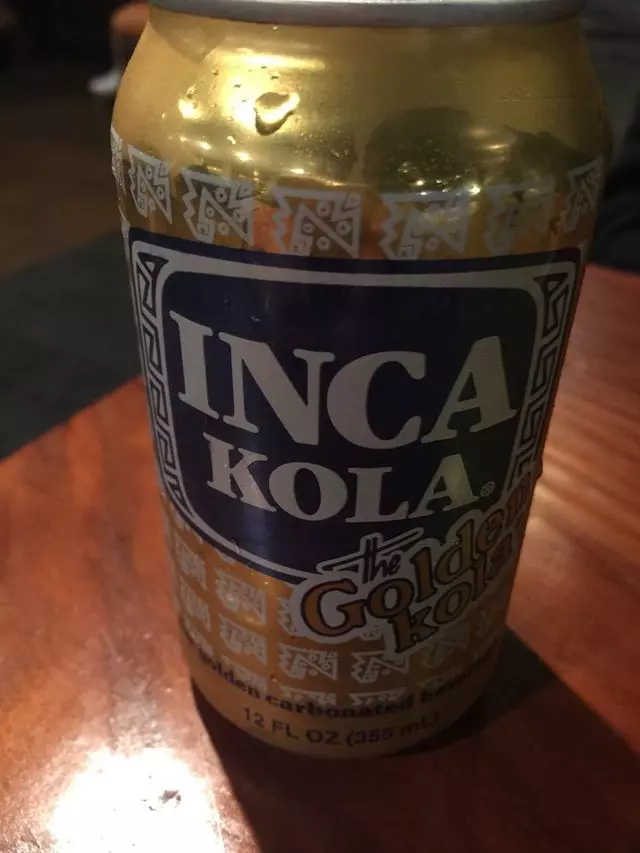 INCA
KOLA®
the
Golden
kola
golden carbonated
12 FL OZ (355 mL)